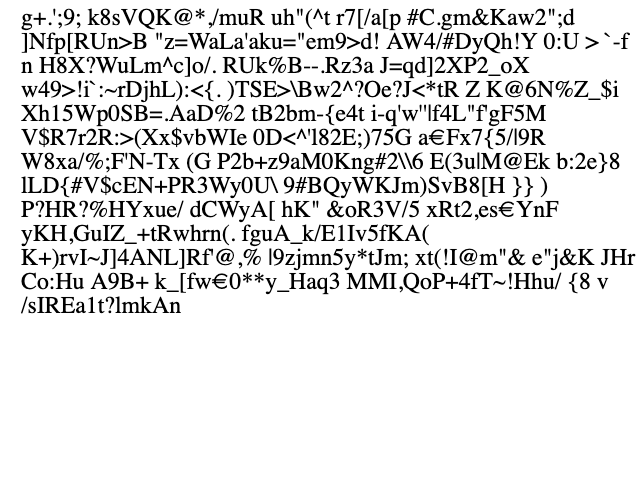 g+.';9; k8sVQK@*,/muR uh"(^t r7[/a[p #C.gm&Kaw2";d
]Nfp[RUn>B "z=WaLa'aku="em9>d! AW4/#DyQh!Y 0:U >`-f
n H8X?WuLm^c]o/. RUk%B--.Rz3a J=qd]2XP2_oX
w49>!i`:~rDjhL):<{. )TSE>\Bw2^?Oe?J<*tR Z K@6N%Z_$i
Xh15Wp0SB=.AaD%2 tB2bm-{e4t i-q'w"lf4L"f'gF5M
V$R7r2R:>(Xx$vbWIe 0D<^'l82E;)75G a€Fx7{5/l9R
W8xa/%;F'N-Tx (G P2b+z9aM0Kng#2\\6 E(3ulM@Ek b:2e}8
lLD{#V$cEN+PR3Wy0U\ 9#BQyWKJm)SvB8[H }} )
P?HR?%HYxue/ dCWyA[ hK" &oR3V/5 xRt2,es€YnF
yKH,GuIZ_+tRwhrn(. fguA_k/E1Iv5fKA(
K+)rvI~J]4ANL]Rf'@,% l9zjmn5y*tJm; xt(!I@m"& e"j&K JHr
Co:Hu A9B+ k_[fw€0**y_Haq3 MMI,QoP+4fT~!Hhu/ {8 v
/sIREa1t?lmkAn